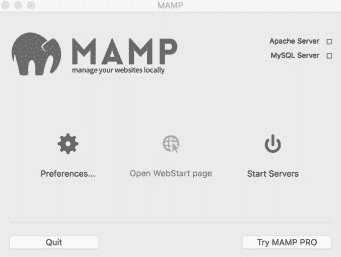 MAMP
MAMP
manage your websites locally
Apache Server
MySQL Server
Preferences...
Open WebStart page
Start Servers
Quit
Try MAMP PRO